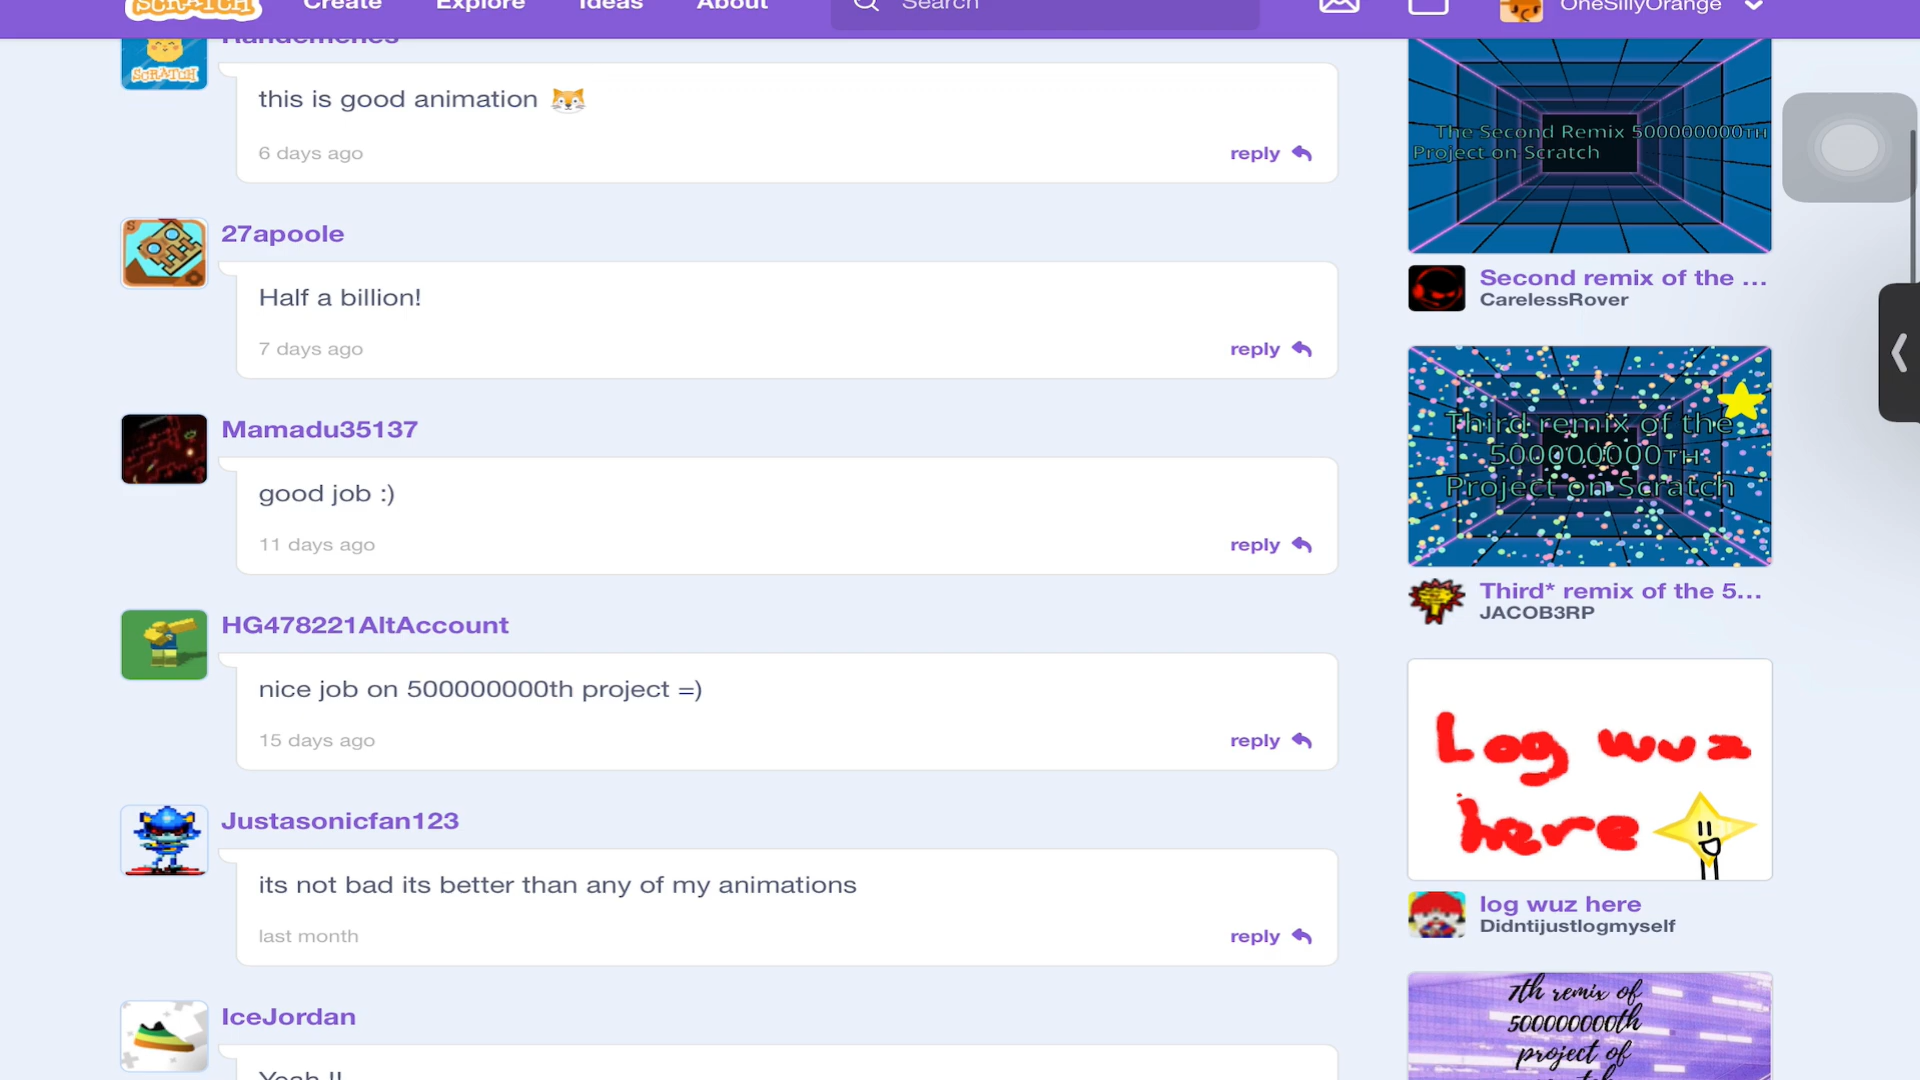 SCRATCH
Create
Explore
Ideas
About
Search
OneSillyOrange
SCRATCH
this is good animation
6 days ago
reply
27apoole
Half a billion!
7 days ago
reply
Mamadu35137
good job :)
11 days ago
reply
HG478221AltAccount
nice job on 500000000th project =)
15 days ago
reply
Justasonicfan123
its not bad its better than any of my animations
last month
reply
IceJordan
Yeah !!
The Second Remix 500000000TH
Project on Scratch
Second remix of the ...
CarelessRover
Third remix of the
500000000TH
Project on Scratch
Third* remix of the 5...
JACOB3RP
Log wuz
here
log wuz here
Didntijustlogmyself
7th remix of
500000000th
project of